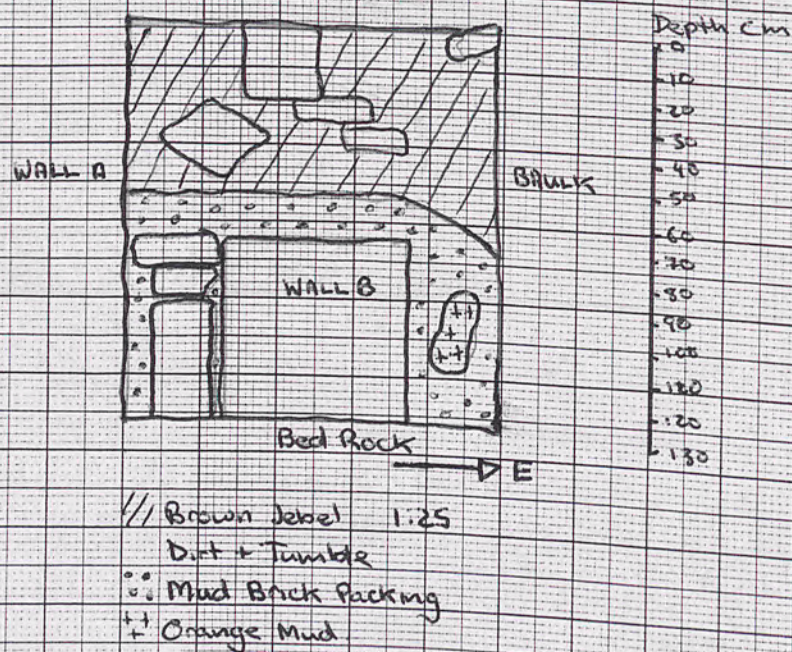 Depth cm
0
10
20
30
40
50
60
70
80
90
100
120
130
WALL A
BAULK
WALL B
Bed Rock
E
Brown Jebel 1:25
Dirt + Tumble
Mud Brick Packing
Orange Mud